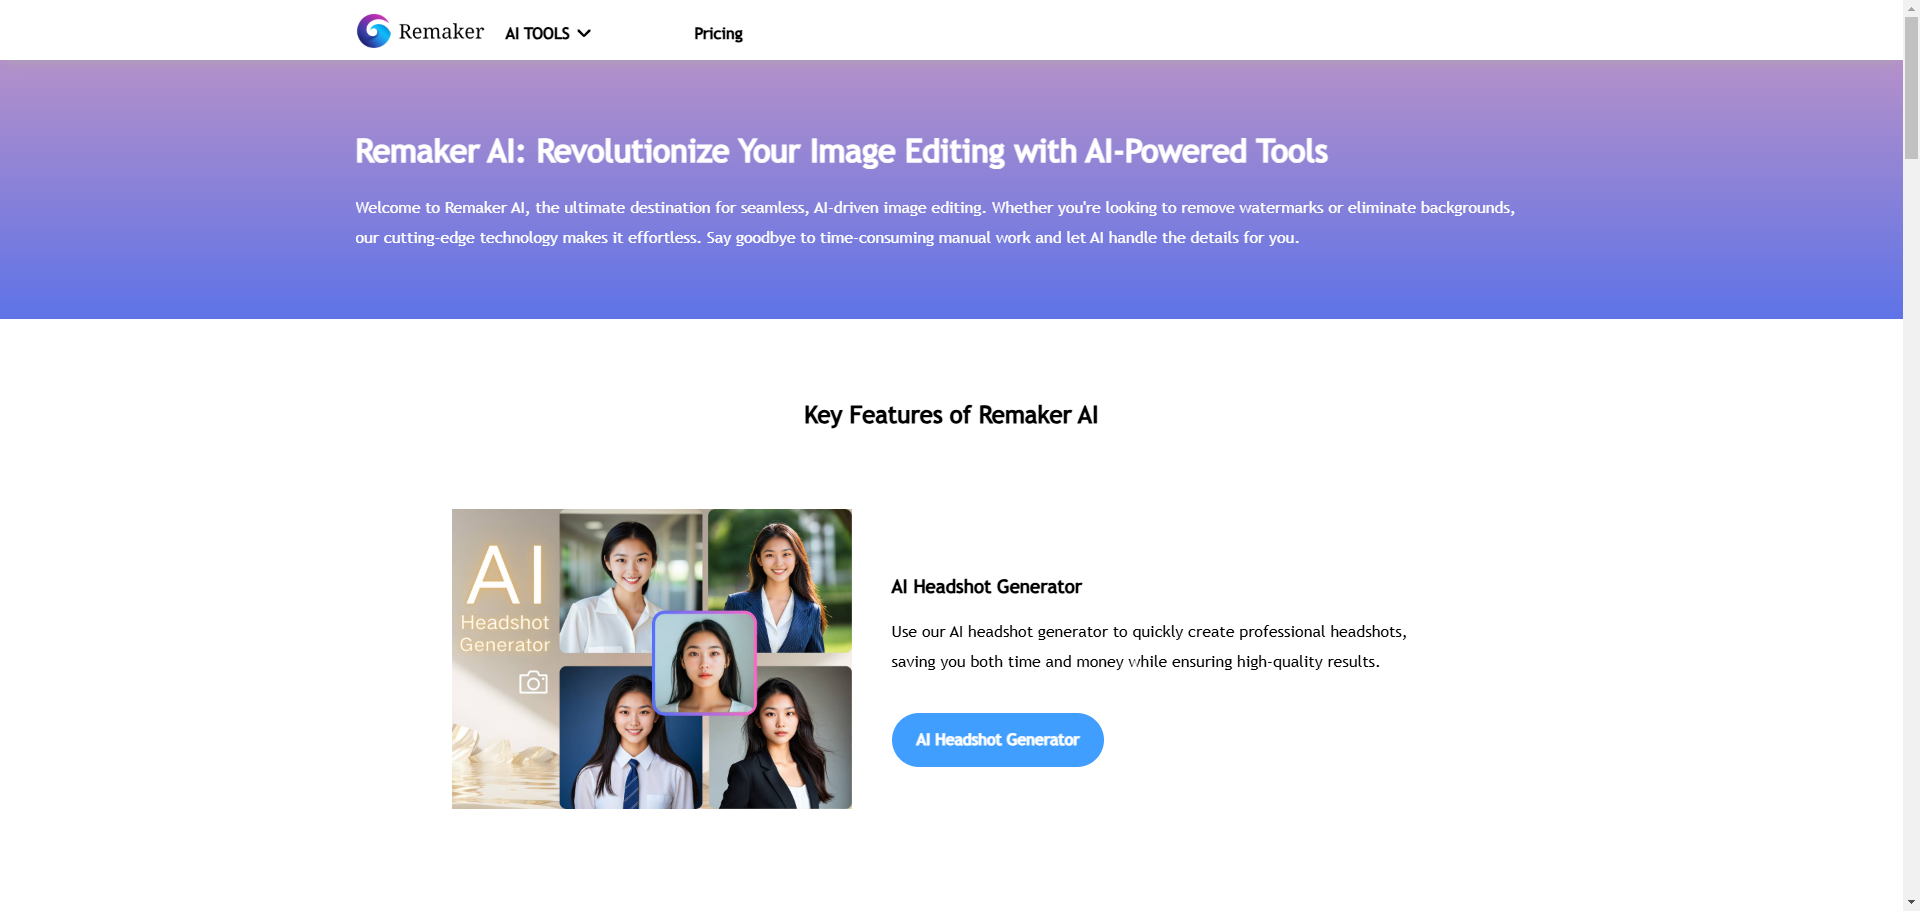 Remaker AI TOOLS Pricing
Remaker AI: Revolutionize Your Image Editing with AI-Powered Tools
Welcome to Remaker AI, the ultimate destination for seamless, AI-driven image editing. Whether you're looking to remove watermarks or eliminate backgrounds,
our cutting-edge technology makes it effortless. Say goodbye to time-consuming manual work and let AI handle the details for you.
Key Features of Remaker AI
AI
Headshot
Generator
AI Headshot Generator
Use our AI headshot generator to quickly create professional headshots,
saving you both time and money while ensuring high-quality results.
AI Headshot Generator